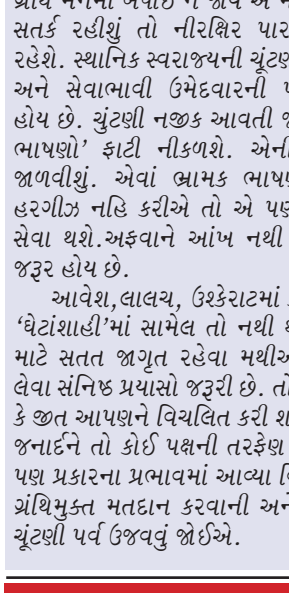 ગ્રંથિ મનમાં બંધાઈ ન જાય એ મ
સતર્ક રહીશું તો નીરક્ષિર પાર
રહેશે. સ્થાનિક સ્વરાજ્યની ચૂંટણ
અને સેવાભાવી ઉમેદવારની પ
હોય છે. ચુંટણી નજીક આવતી જ
ભાષણો' ફાટી નીકળશે. એની
જાળવીશું. એવાં ભ્રામક ભાષણ
હરગીઝ નહિ કરીએ તો એ પણ
સેવા થશે.અફવાને આંખ નથી
જરૂર હોય છે.
આવેશ,લાલચ, ઉશ્કેરાટમાં
'ઘેટાંશાહી'માં સામેલ તો નથી થ
માટે સતત જાગૃત રહેવા મથીએ
લેવા સંનિષ્ઠ પ્રયાસો જરૂરી છે. તો
કે જીત આપણને વિચલિત કરી શ
જનાર્દને તો કોઈ પક્ષની તરફેણ
પણ પ્રકારના પ્રભાવમાં આવ્યા વિ
ગ્રંથિમુક્ત મતદાન કરવાની અને
ચૂંટણી પર્વ ઉજવવું જોઈએ.